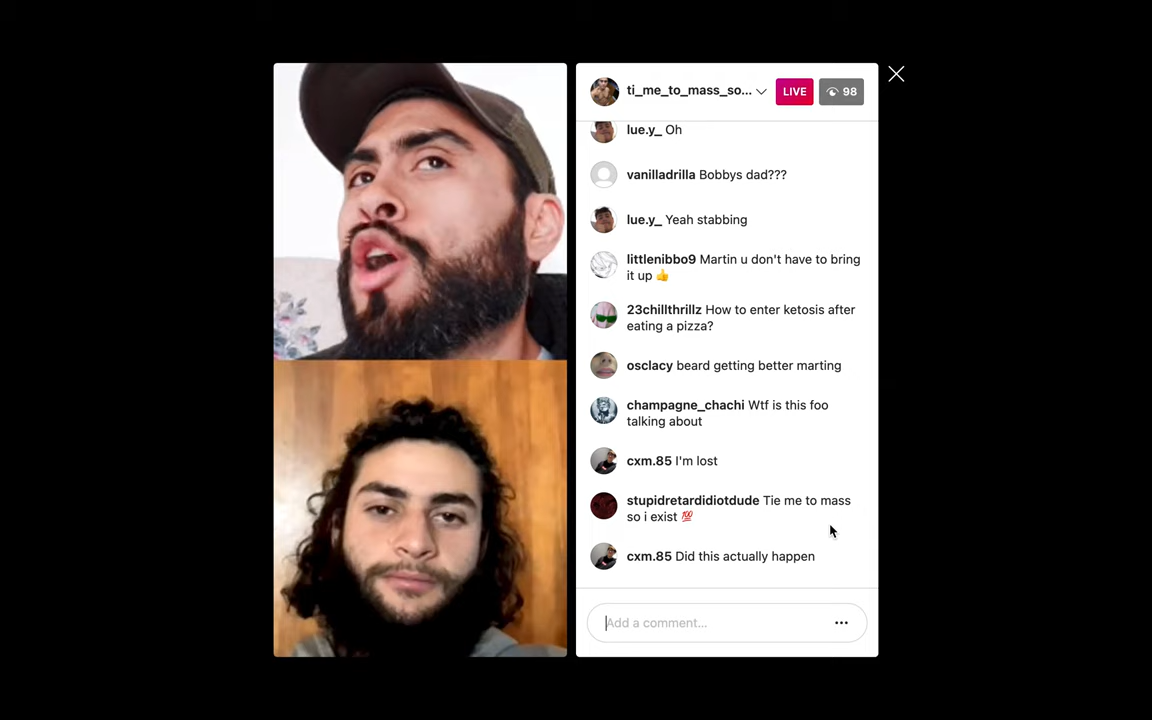 ti_me_to_mass_so... LIVE 98
lue.y_ Oh
vanilladrilla Bobbys dad???
lue.y_ Yeah stabbing
littlenibbo9 Martin u don't have to bring
it up 👍
23chillthrillz How to enter ketosis after
eating a pizza?
osclacy beard getting better marting
champagne_chachi Wtf is this foo
talking about
cxm.85 I'm lost
stupidretardidiotdude Tie me to mass
so i exist 💯
cxm.85 Did this actually happen
Add a comment...